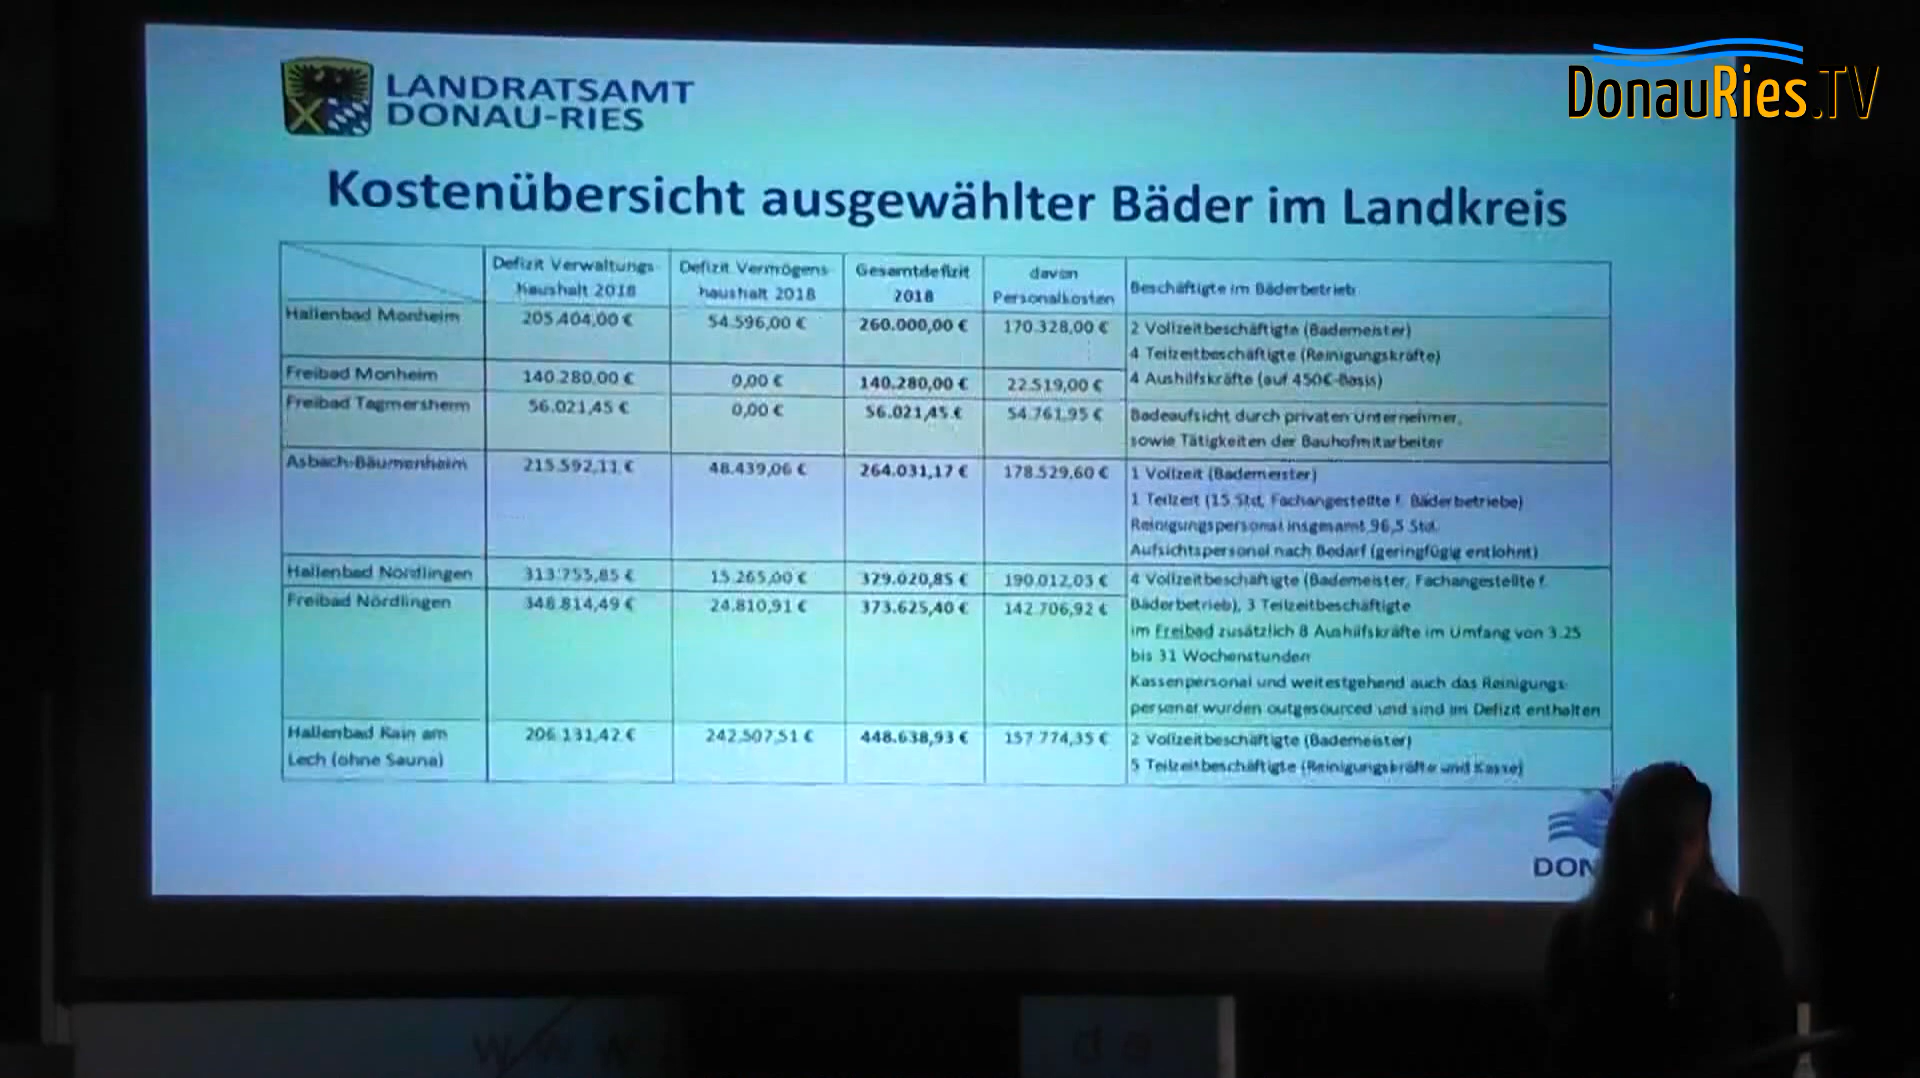 DonauRies.TV
LANDRATSAMT
DONAU-RIES
Kostenübersicht ausgewählter Bäder im Landkreis
Defizit Verwaltungs-
haushalt 2018
Defizit Vermögens-
haushalt 2018
Gesamtdefizit
2018
davon
Personalkosten
Beschäftigte im Bäderbetrieb
Hallenbad Monheim
205.404,00 €
54.596,00 €
260.000,00 €
170.328,00 €
2 Vollzeitbeschäftigte (Bademeister)
4 Teilzeitbeschäftigte (Reinigungskräfte)
4 Aushilfskräfte (auf 450€-Basis)
Freibad Monheim
140.280,00 €
0,00 €
140.280,00 €
22.519,00 €
Freibad Tagmersheim
56.021,45 €
0,00 €
56.021,45 €
54.761,95 €
Badeaufsicht durch privaten Unternehmer,
sowie Tätigkeiten der Bauhofmitarbeiter
Asbach-Bäumenheim
215.592,11 €
48.439,06 €
264.031,17 €
178.529,60 €
1 Vollzeit (Bademeister)
1 Teilzeit (15 Std. Fachangestellte f. Bäderbetriebe)
Reinigungspersonal insgesamt 96,5 Std.
Aufsichtspersonal nach Bedarf (geringfügig entlohnt)
Hallenbad Nördlingen
313.755,85 €
15.265,00 €
329.020,85 €
190.012,03 €
4 Vollzeitbeschäftigte (Bademeister, Fachangestellte f.
Bäderbetrieb), 3 Teilzeitbeschäftigte
im Freibad zusätzlich 8 Aushilfskräfte im Umfang von 3,25
bis 31 Wochenstunden
Kassenpersonal und weitestgehend auch das Reinigungs-
personal wurden outgesourced und sind im Defizit enthalten
Freibad Nördlingen
348.814,49 €
24.810,91 €
373.625,40 €
142.706,92 €
Hallenbad Rain am
Lech (ohne Sauna)
206.131,42 €
242.507,51 €
448.638,93 €
157.774,35 €
2 Vollzeitbeschäftigte (Bademeister)
5 Teilzeitbeschäftigte (Reinigungskräfte und Kasse)
DON